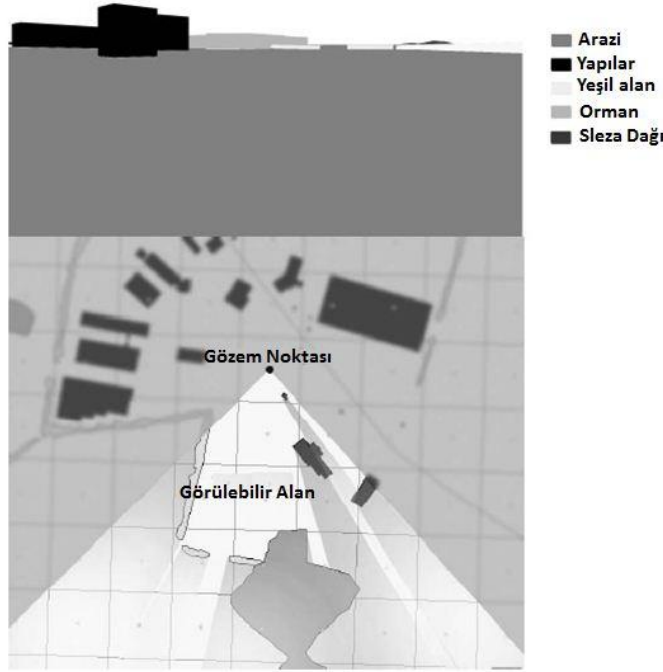 Arazi
Yapılar
Yeşil alan
Orman
Sleza Dağı
Gözem Noktası
Görülebilir Alan